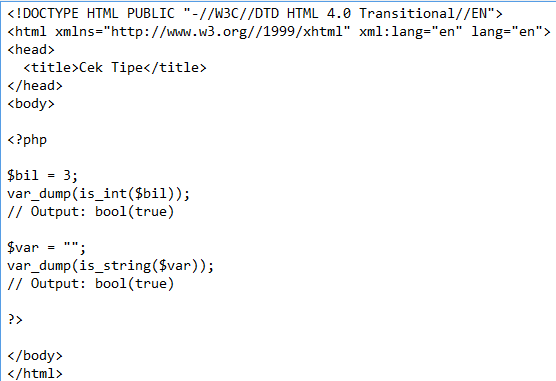 <!DOCTYPE HTML PUBLIC "-//W3C//DTD HTML 4.0 Transitional//EN">
<html xmlns="http://www.w3.org//1999/xhtml" xml:lang="en" lang="en">
<head>
  <title>Cek Tipe</title>
</head>
<body>

<?php

$bil = 3;
var_dump(is_int($bil));
// Output: bool(true)

$var = "";
var_dump(is_string($var));
// Output: bool(true)

?>

</body>
</html>